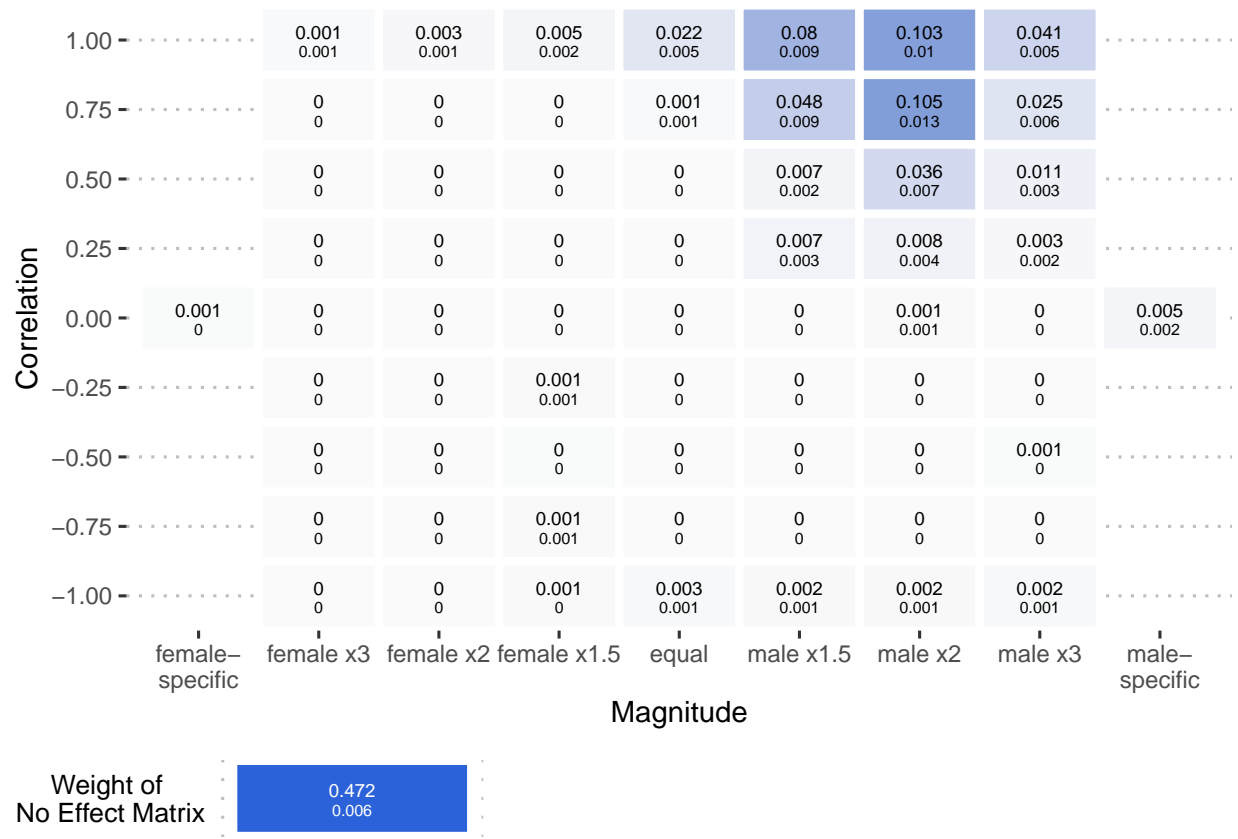 1.00 0.001 0.003 0.005 0.022 0.08 0.103 0.041
0.001 0.001 0.002 0.005 0.009 0.01 0.005
0.75 0 0 0 0.001 0.048 0.105 0.025
0 0 0 0.001 0.009 0.013 0.006
0.50 0 0 0 0 0.007 0.036 0.011
0 0 0 0 0.002 0.007 0.003
0.25 0 0 0 0 0.007 0.008 0.003
0 0 0 0 0.003 0.004 0.002
Correlation
0.00 0.001 0 0 0 0 0 0.001 0 0.005
0 0 0 0 0 0 0.001 0 0.002
−0.25 0 0 0.001 0 0 0 0
0 0 0.001 0 0 0 0
−0.50 0 0 0 0 0 0 0.001
0 0 0 0 0 0 0
−0.75 0 0 0.001 0 0 0 0
0 0 0.001 0 0 0 0
−1.00 0 0 0.001 0.003 0.002 0.002 0.002
0 0 0 0.001 0.001 0.001 0.001
female− female x3 female x2 female x1.5 equal male x1.5 male x2 male x3 male−
specific specific
Magnitude
Weight of 0.472
No Effect Matrix 0.006